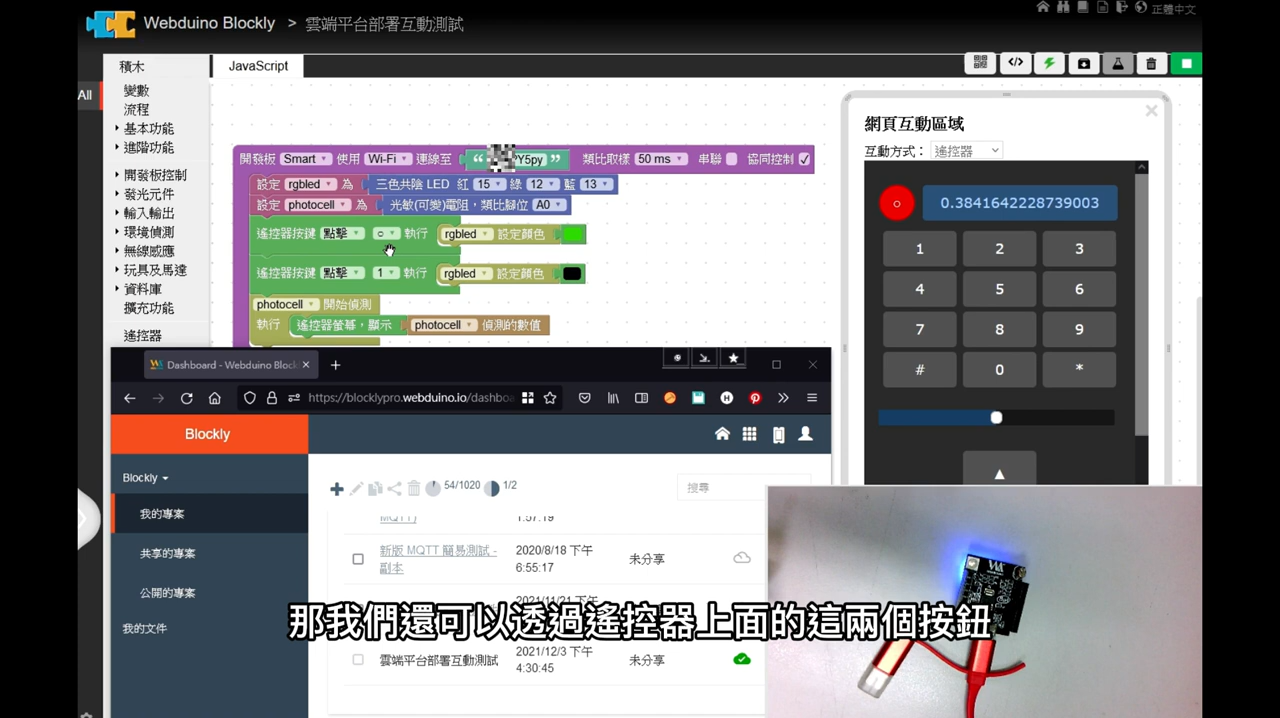 Webduino Blockly > 雲端平台部署互動測試
正體中文
積木
JavaScript
All
變數
流程
基本功能
進階功能
開發板控制
發光元件
輸入輸出
環境偵測
無線感應
玩具及馬達
資料庫
擴充功能
遙控器
開發板 Smart 使用 Wi-Fi 連線至 “ Y5py ” 類比取樣 50 ms 串聯 協同控制
設定 rgbled 為 三色共陰 LED 紅 15 綠 12 藍 13
設定 photocell 為 光敏(可變)電阻，類比腳位 A0
遙控器按鍵 點擊 ○ 執行 rgbled 設定顏色
遙控器按鍵 點擊 1 執行 rgbled 設定顏色
photocell 開始偵測
執行 遙控器螢幕，顯示 photocell 偵測的數值
網頁互動區域
互動方式： 遙控器
○ 0.3841642228739003
1 2 3
4 5 6
7 8 9
# 0 *
▲
Dashboard - Webduino Block
https://blocklypro.webduino.io/dashbo
Blockly
Blockly
我的專案
共享的專案
公開的專案
我的文件
54/1020 1/2
搜尋
MQTT)
1:57:19
新版 MQTT 簡易測試 -
副本
2020/8/18 下午
6:55:17
未分享
2021/11/21 下午
雲端平台部署互動測試
2021/12/3 下午
4:30:45
未分享
那我們還可以透過遙控器上面的這兩個按鈕